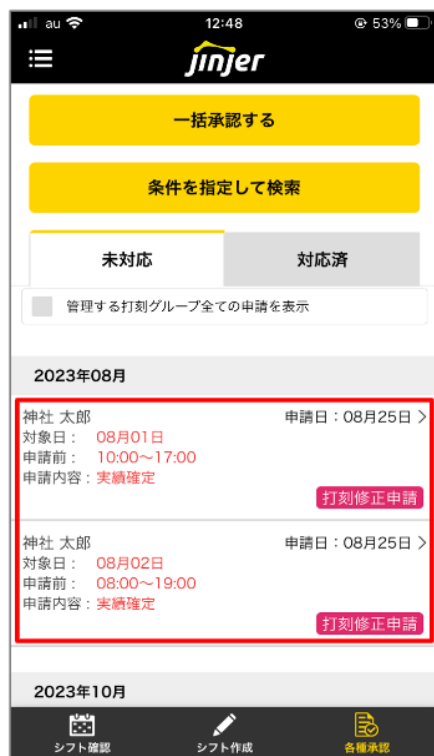 au 12:48 53%
jinjer
一括承認する
条件を指定して検索
未対応 対応済
管理する打刻グループ全ての申請を表示
2023年08月
神社 太郎 申請日：08月25日 >
対象日： 08月01日
申請前： 10:00～17:00
申請内容：実績確定
打刻修正申請
神社 太郎 申請日：08月25日 >
対象日： 08月02日
申請前： 08:00～19:00
申請内容：実績確定
打刻修正申請
2023年10月
シフト確認 シフト作成 各種承認